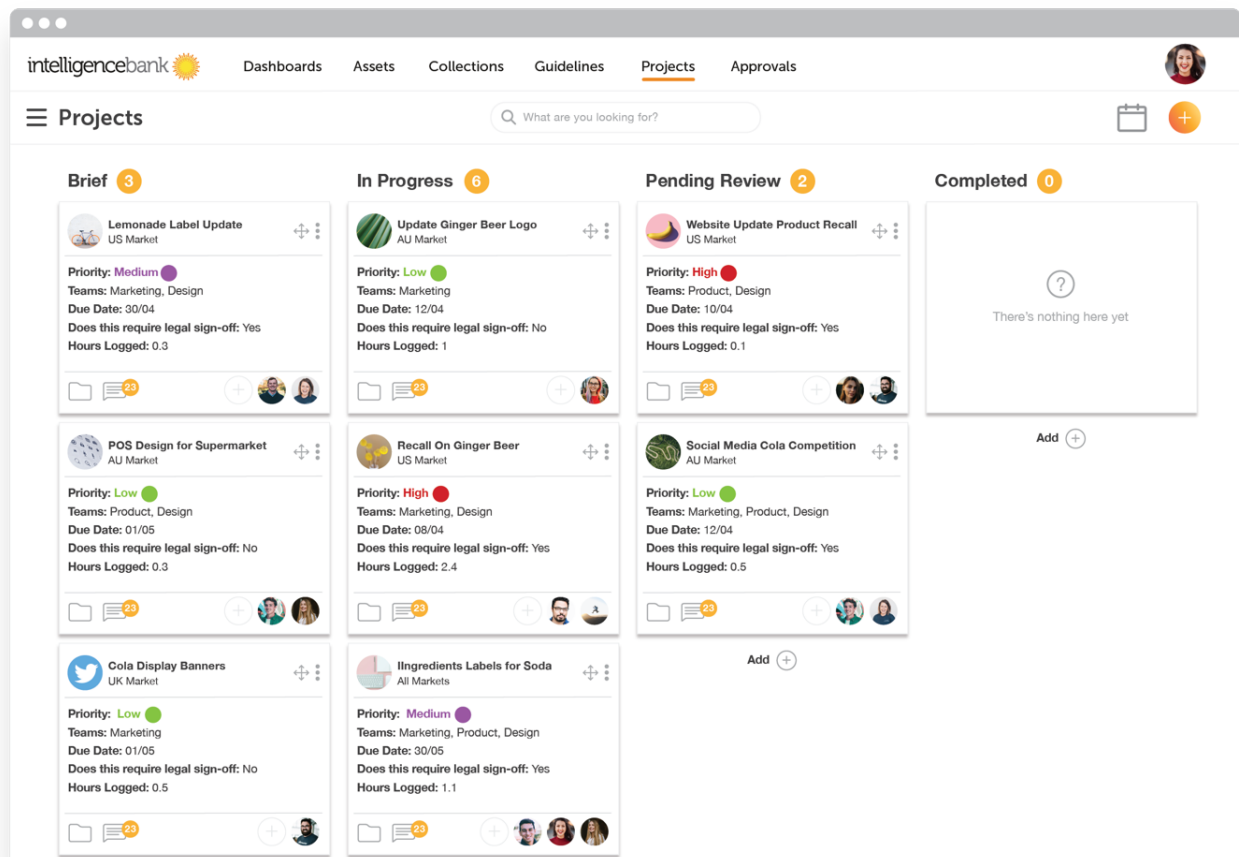 intelligencebank
Dashboards Assets Collections Guidelines Projects Approvals
Projects
What are you looking for?
Brief 3
Lemonade Label Update
US Market
Priority: Medium
Teams: Marketing, Design
Due Date: 30/04
Does this require legal sign-off: Yes
Hours Logged: 0.3
23
POS Design for Supermarket
AU Market
Priority: Low
Teams: Product, Design
Due Date: 01/05
Does this require legal sign-off: No
Hours Logged: 0.3
23
Cola Display Banners
UK Market
Priority: Low
Teams: Marketing
Due Date: 01/05
Does this require legal sign-off: No
Hours Logged: 0.5
23
In Progress 6
Update Ginger Beer Logo
AU Market
Priority: Low
Teams: Marketing
Due Date: 12/04
Does this require legal sign-off: No
Hours Logged: 1
23
Recall On Ginger Beer
US Market
Priority: High
Teams: Marketing, Design
Due Date: 08/04
Does this require legal sign-off: Yes
Hours Logged: 2.4
23
IIngredients Labels for Soda
All Markets
Priority: Medium
Teams: Marketing, Product, Design
Due Date: 30/05
Does this require legal sign-off: Yes
Hours Logged: 1.1
23
Pending Review 2
Website Update Product Recall
US Market
Priority: High
Teams: Product, Design
Due Date: 10/04
Does this require legal sign-off: Yes
Hours Logged: 0.1
23
Social Media Cola Competition
AU Market
Priority: Low
Teams: Marketing, Product, Design
Due Date: 12/04
Does this require legal sign-off: Yes
Hours Logged: 0.5
23
Add
Completed 0
There's nothing here yet
Add